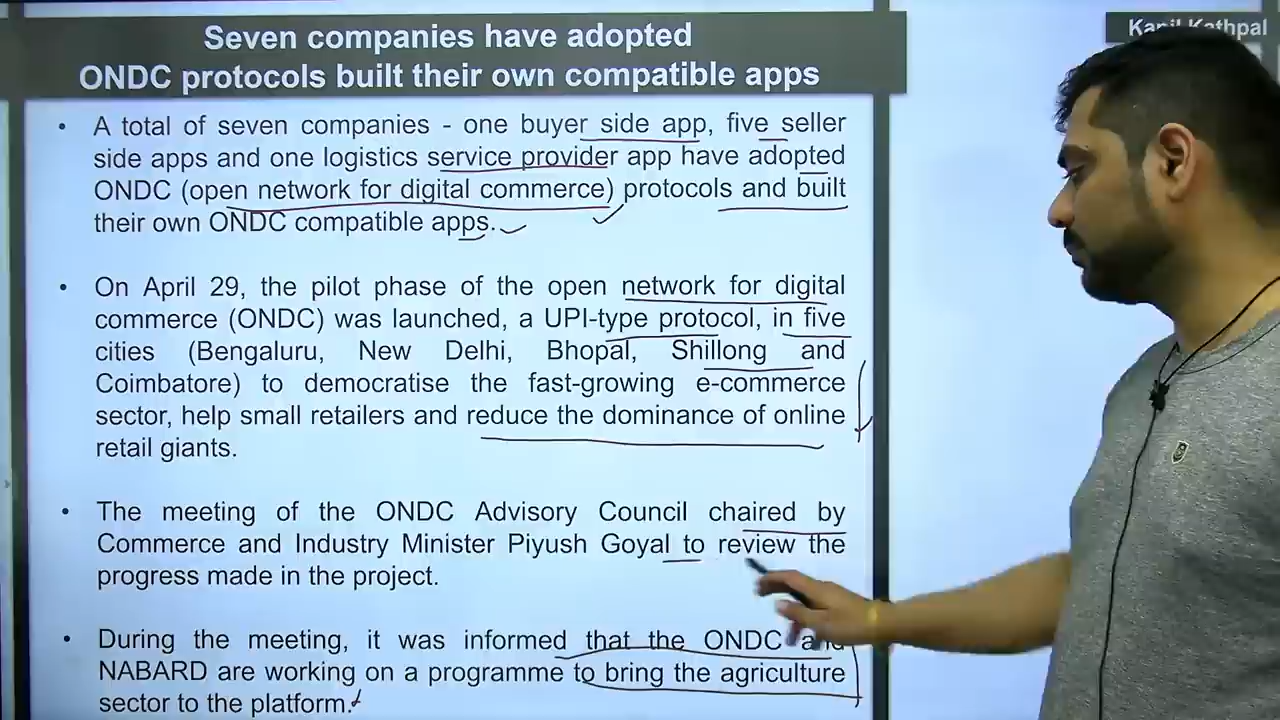 Seven companies have adopted
ONDC protocols built their own compatible apps
Kapil Kathpal
• A total of seven companies - one buyer side app, five seller
side apps and one logistics service provider app have adopted
ONDC (open network for digital commerce) protocols and built
their own ONDC compatible apps.
• On April 29, the pilot phase of the open network for digital
commerce (ONDC) was launched, a UPI-type protocol, in five
cities (Bengaluru, New Delhi, Bhopal, Shillong and
Coimbatore) to democratise the fast-growing e-commerce
sector, help small retailers and reduce the dominance of online
retail giants.
• The meeting of the ONDC Advisory Council chaired by
Commerce and Industry Minister Piyush Goyal to review the
progress made in the project.
• During the meeting, it was informed that the ONDC and
NABARD are working on a programme to bring the agriculture
sector to the platform.